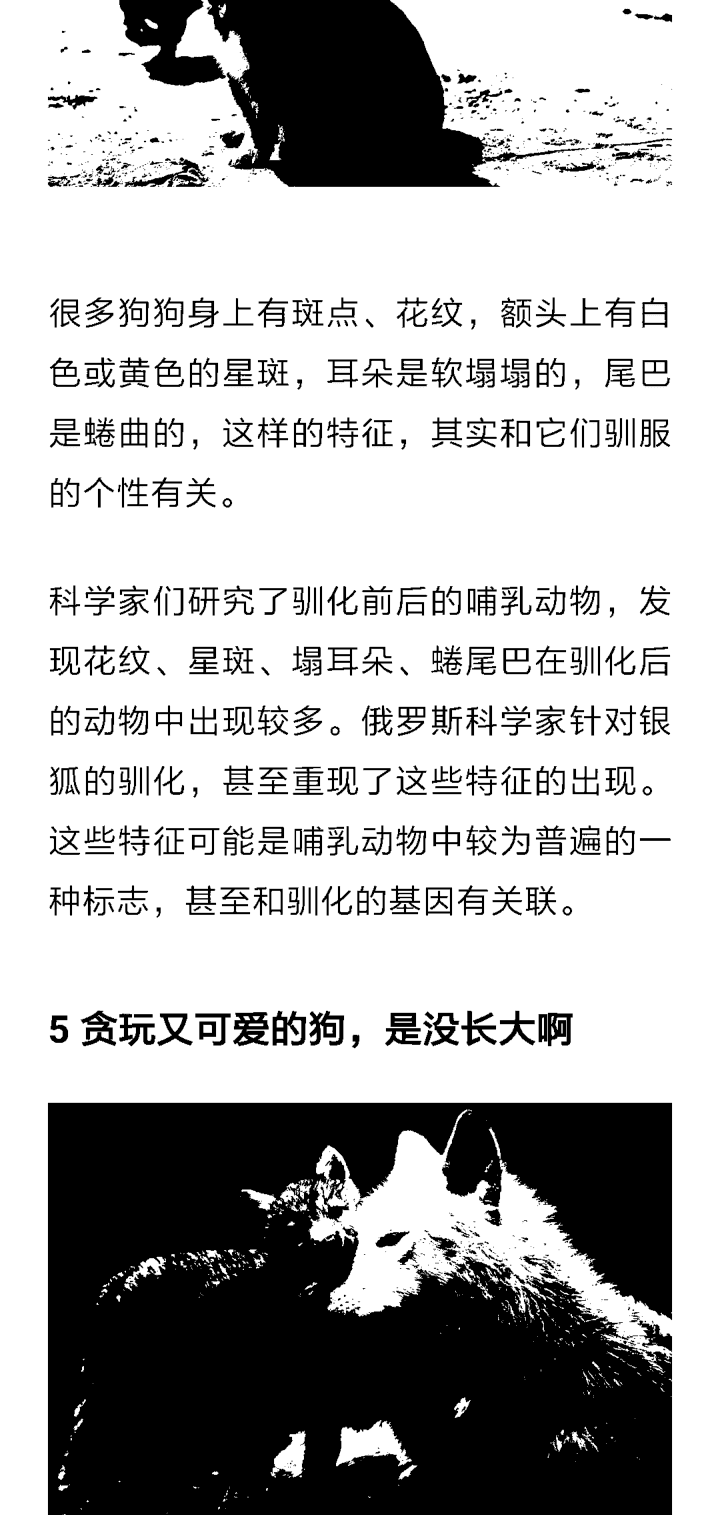 很多狗狗身上有斑点、花纹，额头上有白
色或黄色的星斑，耳朵是软塌塌的，尾巴
是蜷曲的，这样的特征，其实和它们驯服
的个性有关。
科学家们研究了驯化前后的哺乳动物，发
现花纹、星斑、塌耳朵、蜷尾巴在驯化后
的动物中出现较多。俄罗斯科学家针对银
狐的驯化，甚至重现了这些特征的出现。
这些特征可能是哺乳动物中较为普遍的一
种标志，甚至和驯化的基因有关联。
5 贪玩又可爱的狗，是没长大啊